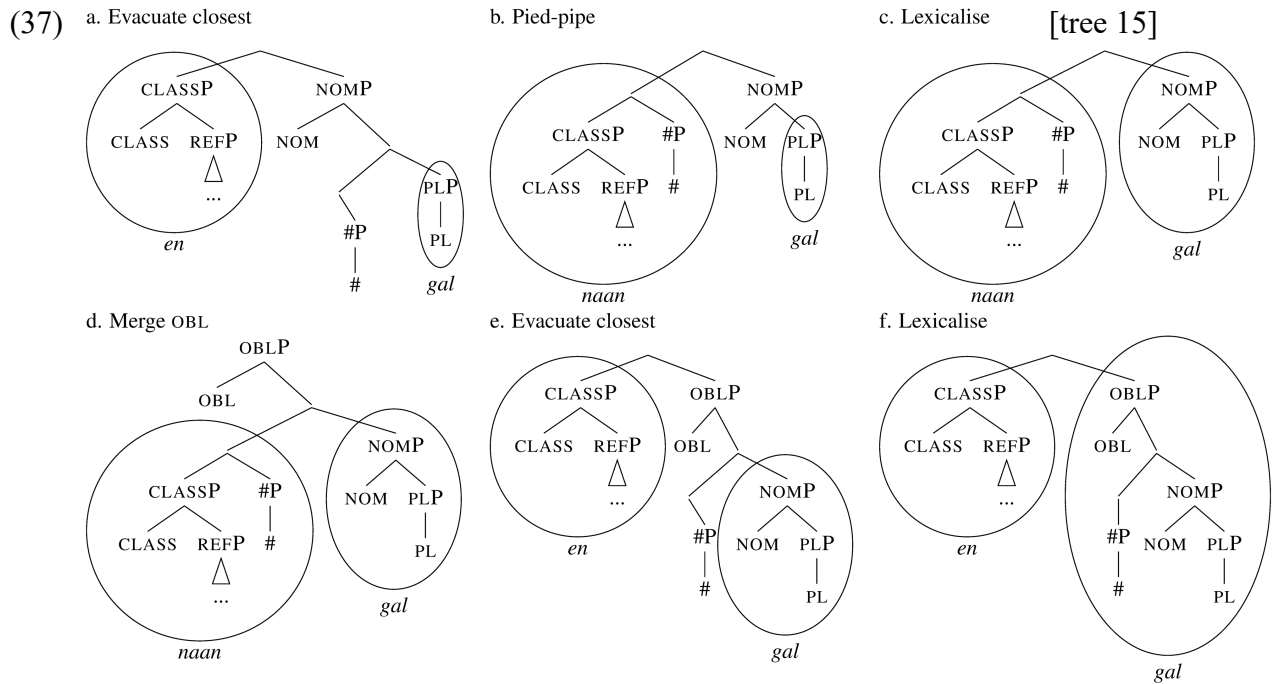 (37) a. Evacuate closest b. Pied-pipe c. Lexicalise [tree 15]
CLASSP NOMP
CLASS REFP NOM
... PLP
#P PL
#
en gal
NOMP
CLASSP #P NOM PLP
CLASS REFP # PL
...
gal
naan
NOMP
CLASSP #P NOM PLP
CLASS REFP # PL
...
gal
naan
d. Merge OBL e. Evacuate closest f. Lexicalise
OBLP
OBL
NOMP
CLASSP #P NOM PLP
CLASS REFP # PL
...
gal
naan
CLASSP OBLP
CLASS REFP OBL
... NOMP
#P NOM PLP
# PL
en
gal
CLASSP OBLP
CLASS REFP OBL
... NOMP
#P NOM PLP
# PL
en
gal